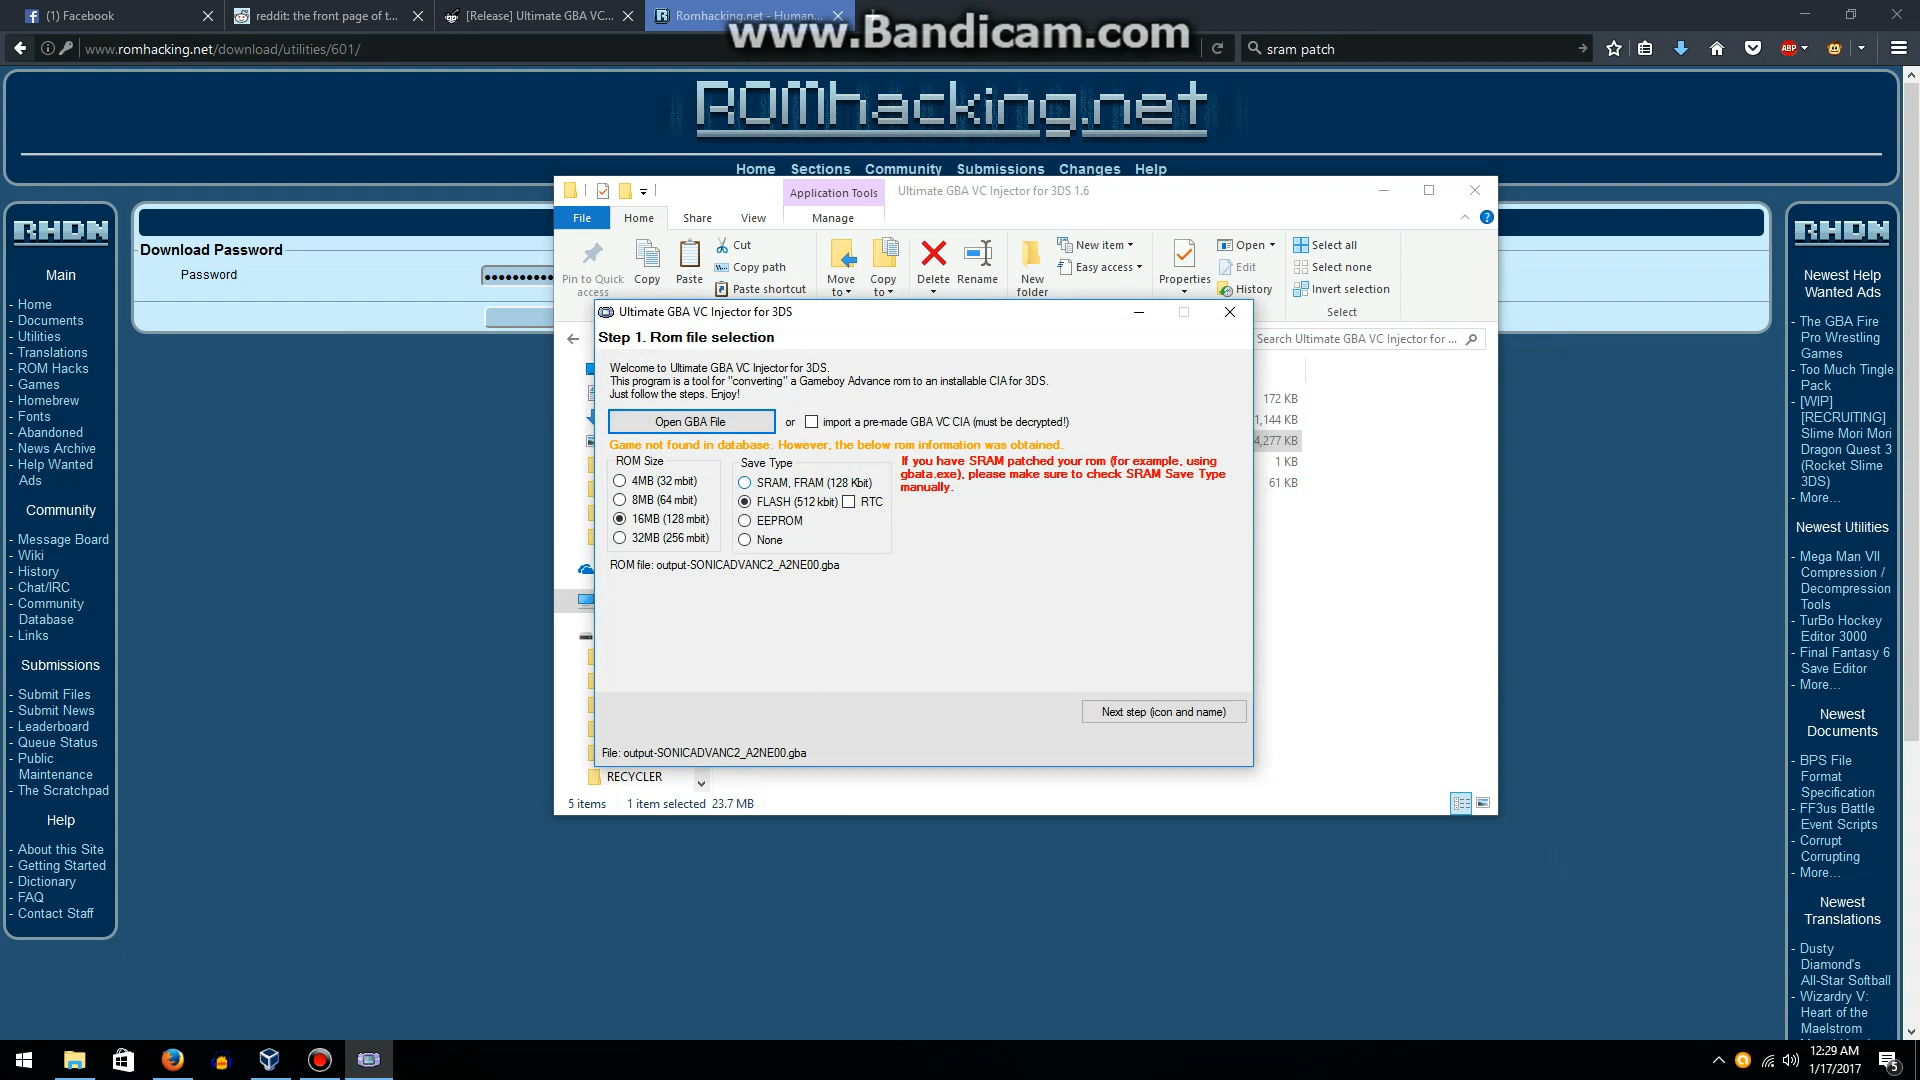 (1) Facebook
reddit: the front page of t...
[Release] Ultimate GBA VC...
Romhacking.net - Human...
www.Bandicam.com
www.romhacking.net/download/utilities/601/
sram patch
ABP
ROMhacking.net
Home Sections Community Submissions Changes Help
RHDN
Main
- Home
- Documents
- Utilities
- Translations
- ROM Hacks
- Games
- Homebrew
- Fonts
- Abandoned
- News Archive
- Help Wanted
Ads
Community
- Message Board
- Wiki
- History
- Chat/IRC
- Community
Database
- Links
Submissions
- Submit Files
- Submit News
- Leaderboard
- Queue Status
- Public
Maintenance
- The Scratchpad
Help
- About this Site
- Getting Started
- Dictionary
- FAQ
- Contact Staff
Download Password
Password
Application Tools
Ultimate GBA VC Injector for 3DS 1.6
File
Home
Share
View
Manage
Pin to Quick
access
Copy
Paste
Cut
Copy path
Paste shortcut
Move
to
Copy
to
Delete
Rename
New
folder
New item
Easy access
Properties
Open
Edit
History
Select all
Select none
Invert selection
Select
Search Ultimate GBA VC Injector for ...
172 KB
1,144 KB
4,277 KB
1 KB
61 KB
Ultimate GBA VC Injector for 3DS
Step 1. Rom file selection
Welcome to Ultimate GBA VC Injector for 3DS.
This program is a tool for "converting" a Gameboy Advance rom to an installable CIA for 3DS.
Just follow the steps. Enjoy!
Open GBA File
or
import a pre-made GBA VC CIA (must be decrypted!)
Game not found in database. However, the below rom information was obtained.
ROM Size
4MB (32 mbit)
8MB (64 mbit)
16MB (128 mbit)
32MB (256 mbit)
Save Type
SRAM, FRAM (128 Kbit)
FLASH (512 kbit)
RTC
EEPROM
None
If you have SRAM patched your rom (for example, using
gbata.exe), please make sure to check SRAM Save Type
manually.
ROM file: output-SONICADVANC2_A2NE00.gba
Next step (icon and name)
File: output-SONICADVANC2_A2NE00.gba
RECYCLER
5 items
1 item selected 23.7 MB
RHDN
Newest Help
Wanted Ads
- The GBA Fire
Pro Wrestling
Games
- Too Much Tingle
Pack
- [WIP]
[RECRUITING]
Slime Mori Mori
Dragon Quest 3
(Rocket Slime
3DS)
- More...
Newest Utilities
- Mega Man VII
Compression /
Decompression
Tools
- TurBo Hockey
Editor 3000
- Final Fantasy 6
Save Editor
- More...
Newest
Documents
- BPS File
Format
Specification
- FF3us Battle
Event Scripts
- Corrupt
Corrupting
- More...
Newest
Translations
- Dusty
Diamond's
All-Star Softball
- Wizardry V:
Heart of the
Maelstrom
12:29 AM
1/17/2017
5